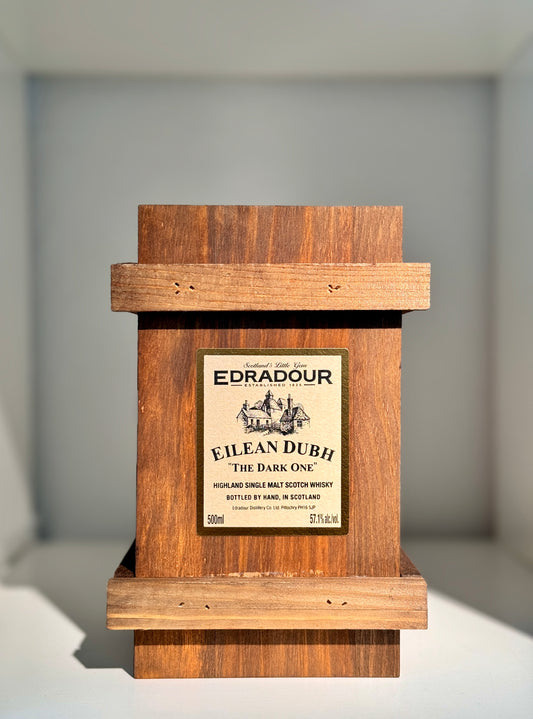 Scotland's Little Gem
EDRADOUR
ESTABLISHED 1825
EILEAN DUBH
"THE DARK ONE"
HIGHLAND SINGLE MALT SCOTCH WHISKY
BOTTLED BY HAND, IN SCOTLAND
Edradour Distillery Co. Ltd. Pitlochry PH16 5JP
500ml 57.1% alc./vol.